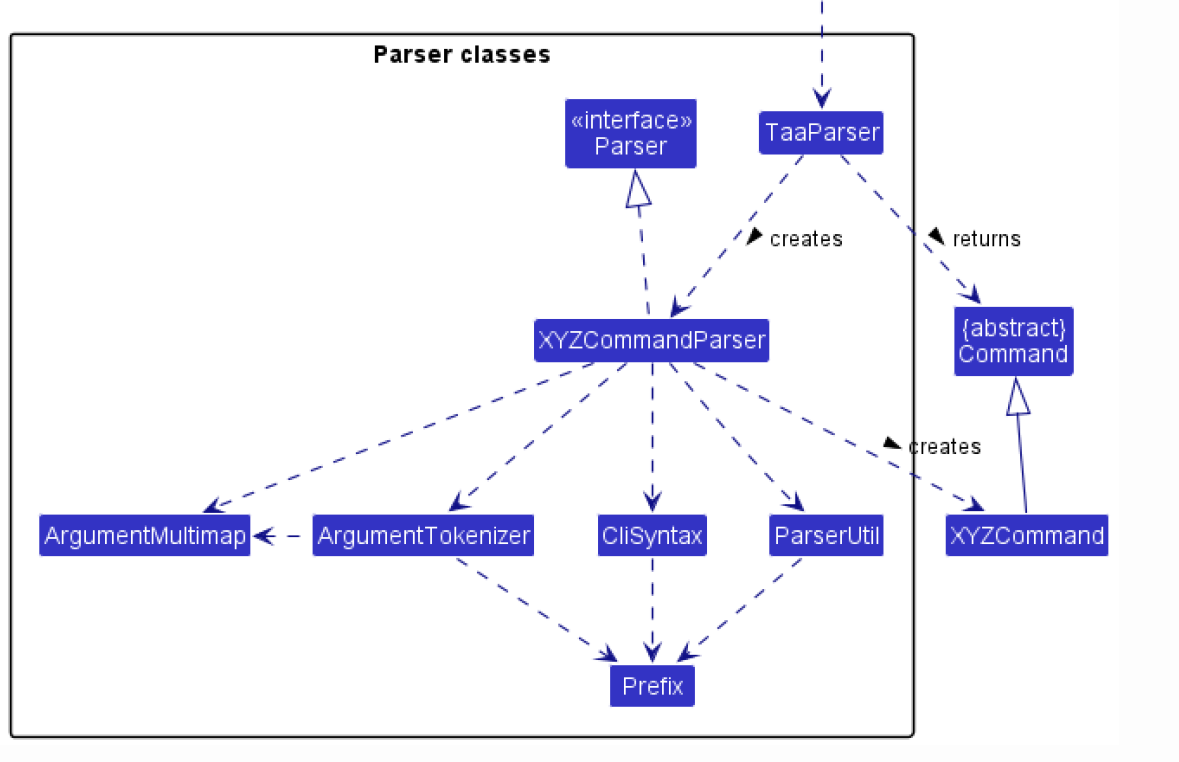 Parser classes
«interface»
Parser
TaaParser
creates
returns
XYZCommandParser
{abstract}
Command
creates
ArgumentMultimap
ArgumentTokenizer
CliSyntax
ParserUtil
XYZCommand
Prefix